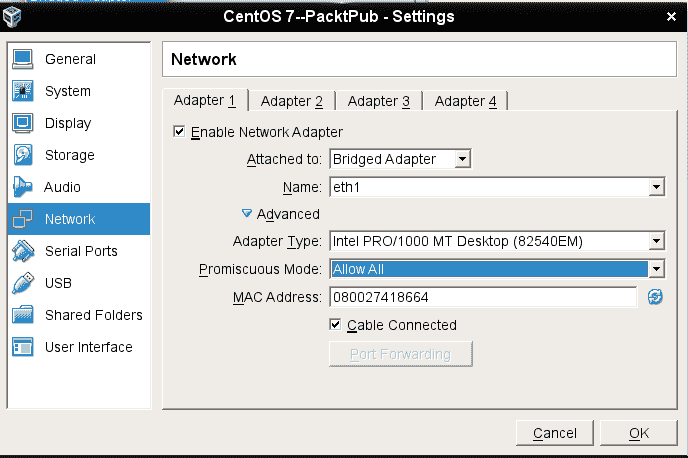 CentOS 7--PacktPub - Settings
General
System
Display
Storage
Audio
Network
Serial Ports
USB
Shared Folders
User Interface
Network
Adapter 1 Adapter 2 Adapter 3 Adapter 4
Enable Network Adapter
Attached to: Bridged Adapter
Name: eth1
Advanced
Adapter Type: Intel PRO/1000 MT Desktop (82540EM)
Promiscuous Mode: Allow All
MAC Address: 080027418664
Cable Connected
Port Forwarding
Cancel OK